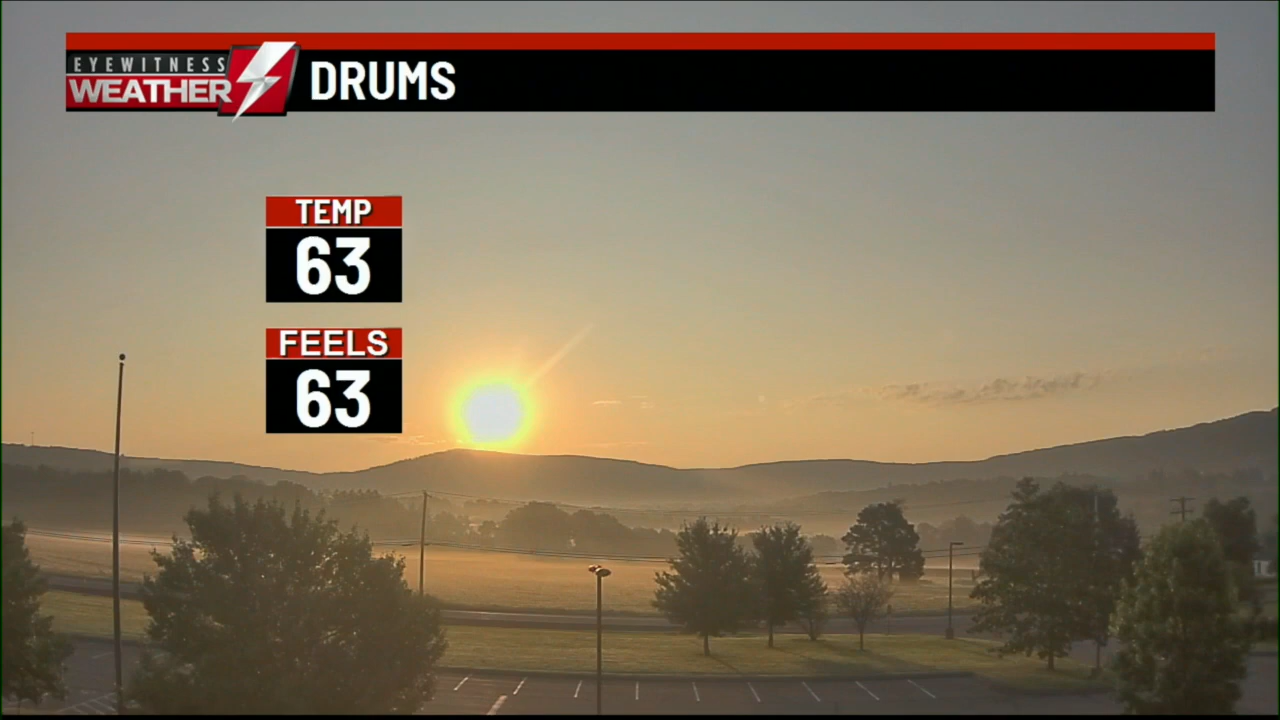 EYEWITNESS
WEATHER
DRUMS
TEMP
63
FEELS
63